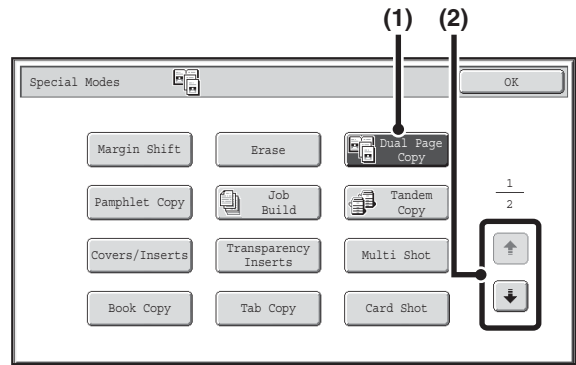 (1) (2)
Special Modes
OK
Margin Shift
Erase
Dual Page
Copy
Pamphlet Copy
Job
Build
Tandem
Copy
1
2
Covers/Inserts
Transparency
Inserts
Multi Shot
Book Copy
Tab Copy
Card Shot